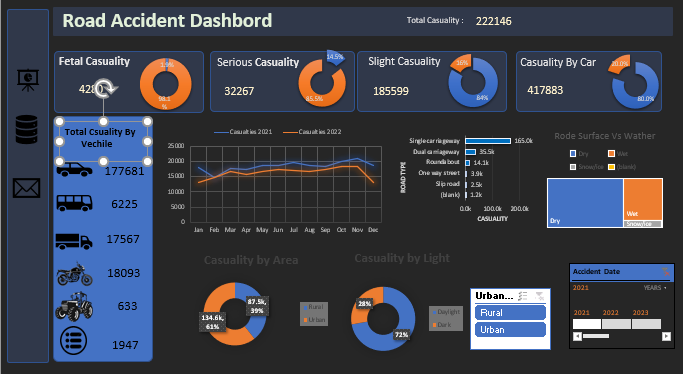 Road Accident Dashbord
Total Casuality : 222146
Fetal Casuality
1.9%
98.1
%
Serious Casuality
32267
14.5%
85.5%
Slight Casuality
185599
16%
84%
Casuality By Car
417883
20.0%
80.0%
Total Csuality By
Vechile
177681
6225
17567
18093
633
1947
Casualties 2021
Casualties 2022
25000
20000
15000
10000
5000
0
Jan Feb Mar Apr May Jun Jul Aug Sep Oct Nov Dec
ROAD TYPE
Single carriageway 165.0k
Dual carriageway 35.5k
Roundabout 14.1k
One way street 3.9k
Slip road 2.5k
(blank) 1.2k
0.0k 100.0k 200.0k
CASUALITY
Rode Surface Vs Wather
Dry Wet
Snow/Ice (blank)
Dry
Wet
Snow/Ice
Casuality by Area
87.5k,
39%
134.6k,
61%
Rural
Urban
Casuality by Light
28%
72%
Daylight
Dark
Urban...
Rural
Urban
Accident Date
2021 YEARS
2021 2022 2023